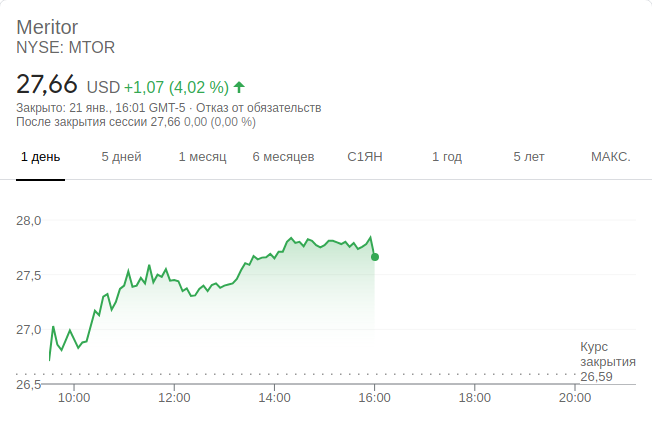 Meritor
NYSE: MTOR
27,66 USD +1,07 (4,02 %)
Закрыто: 21 янв., 16:01 GMT-5 · Отказ от обязательств
После закрытия сессии 27,66 0,00 (0,00 %)
1 день 5 дней 1 месяц 6 месяцев С1ЯН 1 год 5 лет МАКС.
28,0
27,5
27,0
Курс
закрытия
26,59
26,5
10:00 12:00 14:00 16:00 18:00 20:00